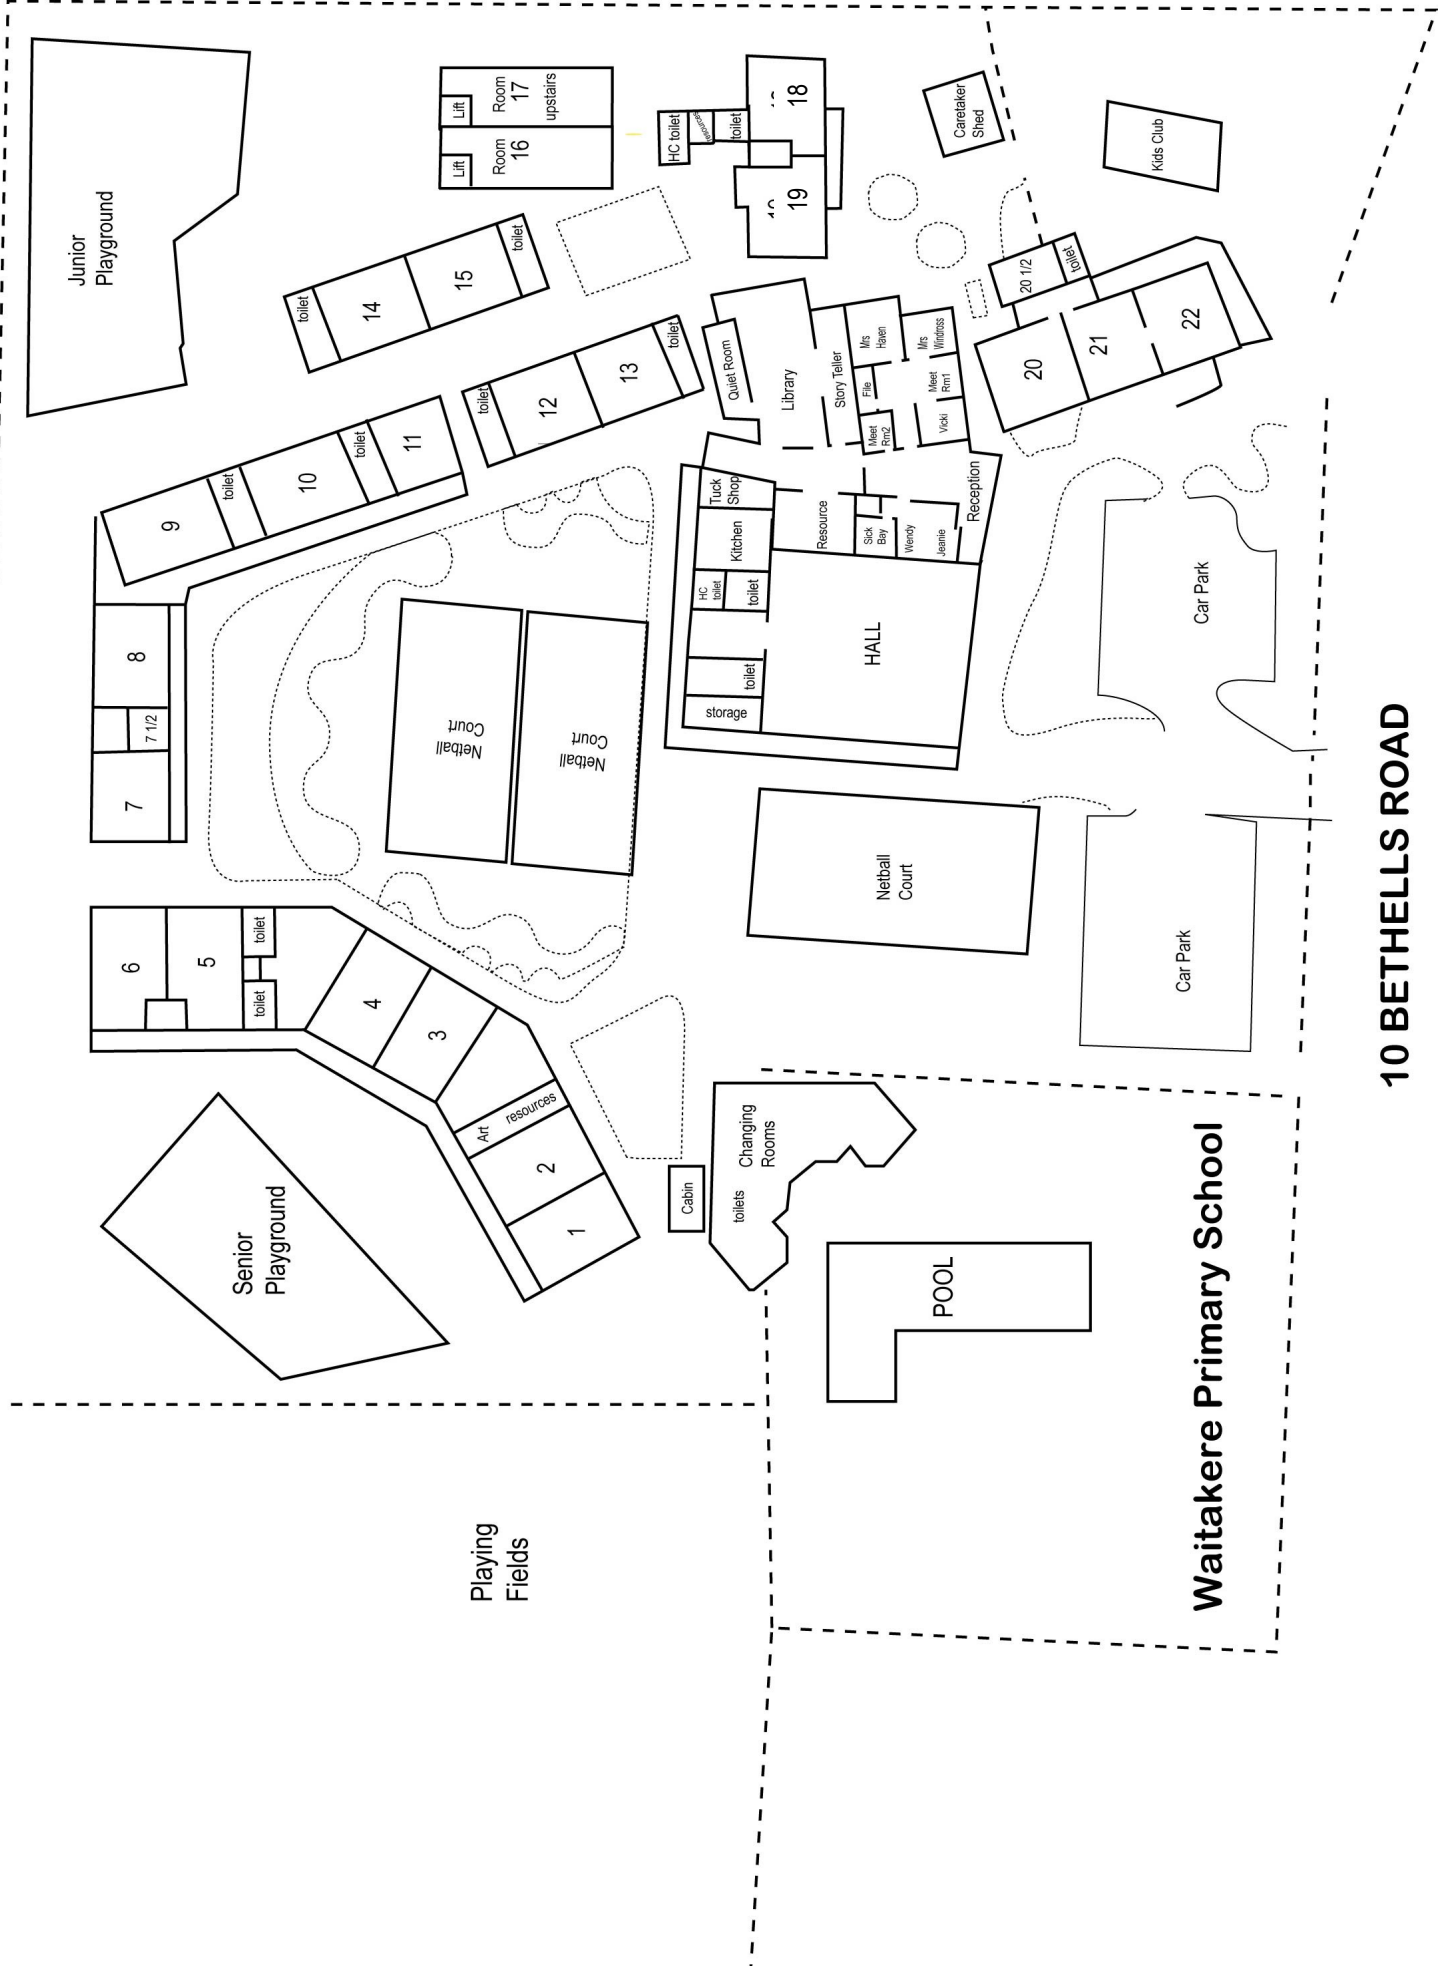 Junior
Playground
Lift
Room
17
upstairs
Lift
Room
16
HC toilet
resources
toilet
18
19
Caretaker
Shed
Kids Club
toilet
14
15
toilet
toilet
12
13
toilet
9
toilet
10
toilet
11
8
7 1/2
7
Quiet Room
Library
Story Teller
Mrs
Haven
Mrs
Windross
File
Meet
Rm1
Meet
Rm2
Vicki
20 1/2
toilet
20
21
22
Tuck
Shop
Kitchen
HC
toilet
toilet
toilet
storage
Resource
Sick
Bay
Wendy
Jeanie
Reception
HALL
Netball
Court
Netball
Court
Netball
Court
Car Park
Car Park
6
5
toilet
toilet
4
3
Art resources
2
1
Senior
Playground
Cabin
Changing
Rooms
toilets
POOL
Playing
Fields
Waitakere Primary School
10 BETHELLS ROAD